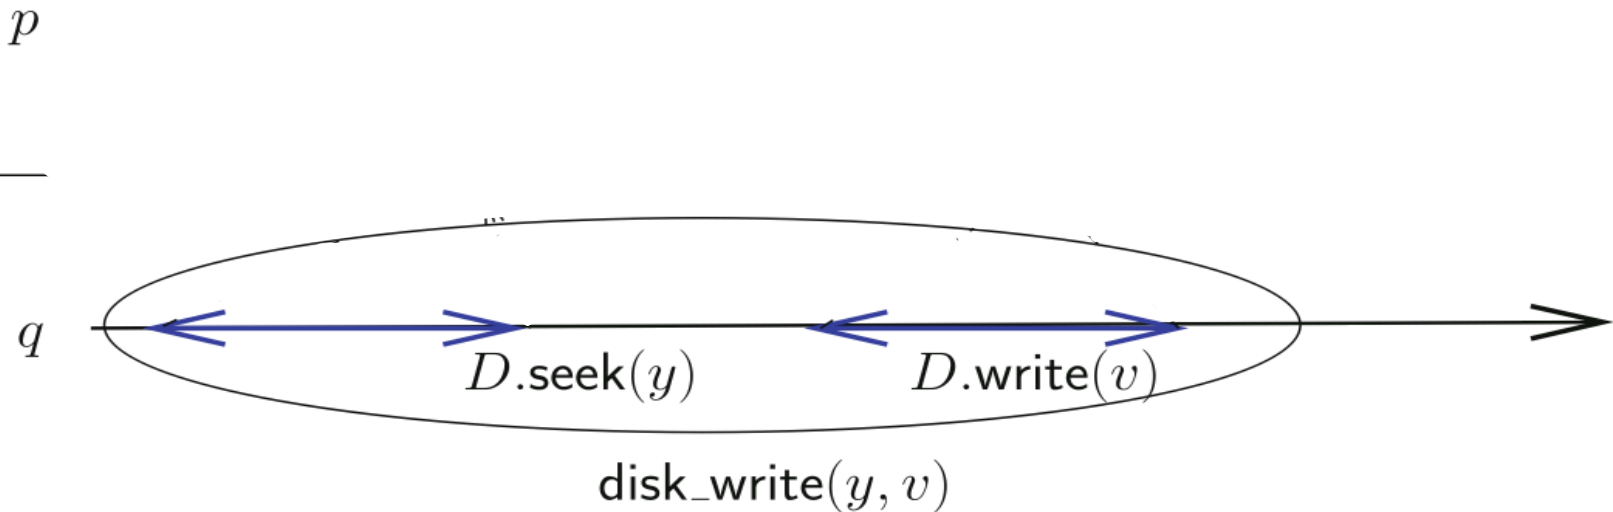 p
q
D.seek(y) D.write(v)
disk_write(y, v)